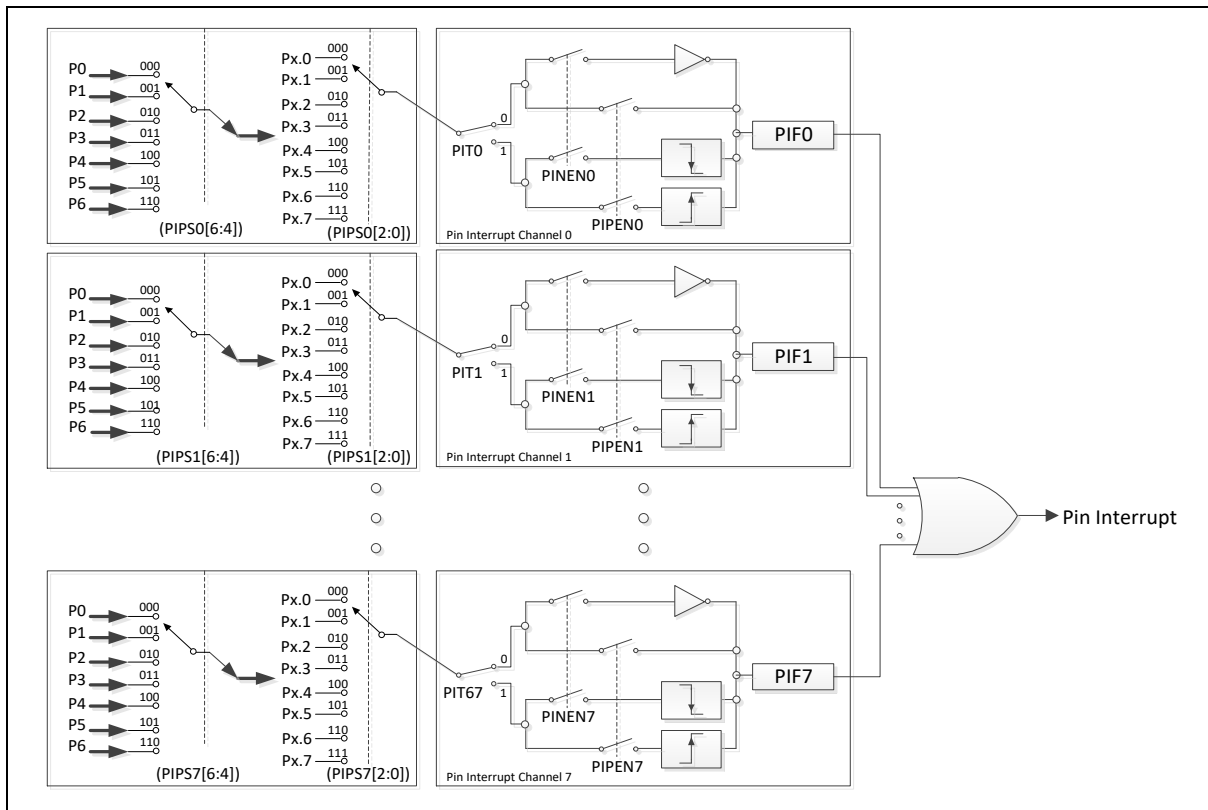 P0 000
P1 001
P2 010
P3 011
P4 100
P5 101
P6 110
(PIPS0[6:4])
Px.0 000
Px.1 001
Px.2 010
Px.3 011
Px.4 100
Px.5 101
Px.6 110
Px.7 111
(PIPS0[2:0])
PIT0
0
1
PINEN0
PIPEN0
Pin Interrupt Channel 0
PIF0
P0 000
P1 001
P2 010
P3 011
P4 100
P5 101
P6 110
(PIPS1[6:4])
Px.0 000
Px.1 001
Px.2 010
Px.3 011
Px.4 100
Px.5 101
Px.6 110
Px.7 111
(PIPS1[2:0])
PIT1
0
1
PINEN1
PIPEN1
Pin Interrupt Channel 1
PIF1
Pin Interrupt
P0 000
P1 001
P2 010
P3 011
P4 100
P5 101
P6 110
(PIPS7[6:4])
Px.0 000
Px.1 001
Px.2 010
Px.3 011
Px.4 100
Px.5 101
Px.6 110
Px.7 111
(PIPS7[2:0])
PIT67
0
1
PINEN7
PIPEN7
Pin Interrupt Channel 7
PIF7